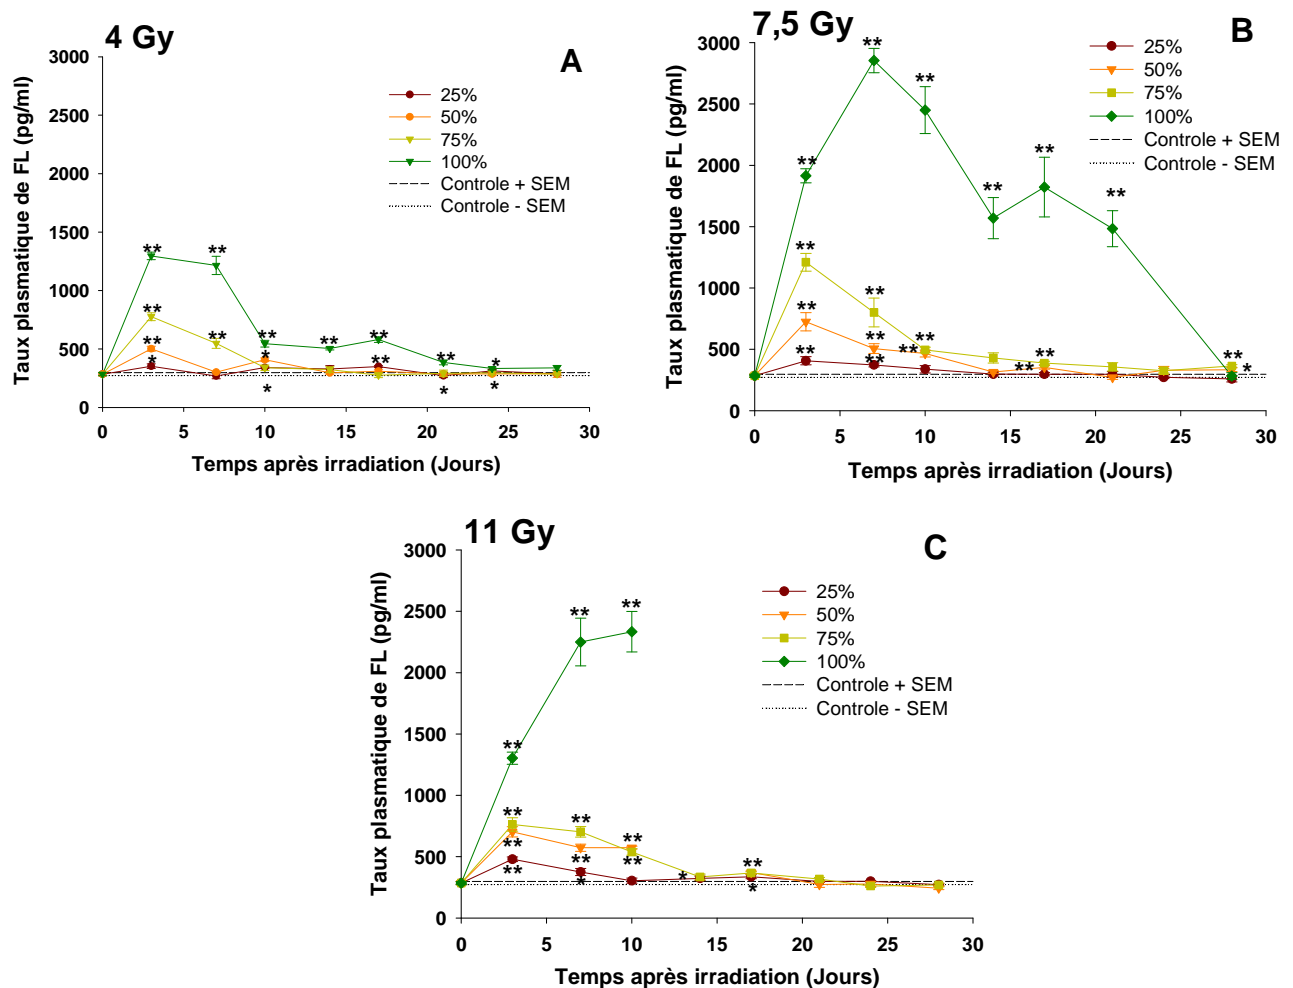 4 Gy
A
Taux plasmatique de FL (pg/ml)
3000
2500
2000
1500
1000
500
0
25%
50%
75%
100%
Controle + SEM
Controle - SEM
** ** ** ** ** ** *
** **
** * **
* * * *
0 5 10 15 20 25 30
Temps après irradiation (Jours)
7,5 Gy
B
Taux plasmatique de FL (pg/ml)
3000
2500
2000
1500
1000
500
0
25%
50%
75%
100%
Controle + SEM
Controle - SEM
** ** ** ** ** **
** ** ** ** **
** ** ** ** *
** **
0 5 10 15 20 25 30
Temps après irradiation (Jours)
11 Gy
C
Taux plasmatique de FL (pg/ml)
3000
2500
2000
1500
1000
500
0
25%
50%
75%
100%
Controle + SEM
Controle - SEM
** ** **
** ** ** **
** ** ** *
** * *
0 5 10 15 20 25 30
Temps après irradiation (Jours)